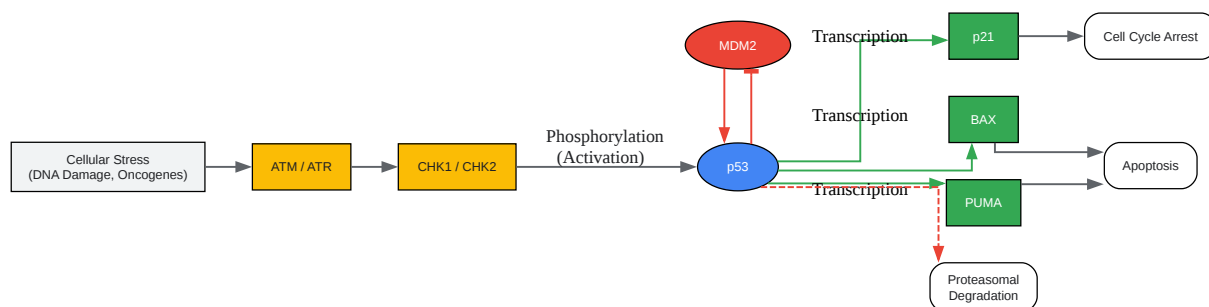 Cellular Stress
(DNA Damage, Oncogenes)
ATM / ATR
CHK1 / CHK2
Phosphorylation
(Activation)
MDM2
p53
Transcription
p21
Cell Cycle Arrest
Transcription
BAX
Apoptosis
Transcription
PUMA
Proteasomal
Degradation